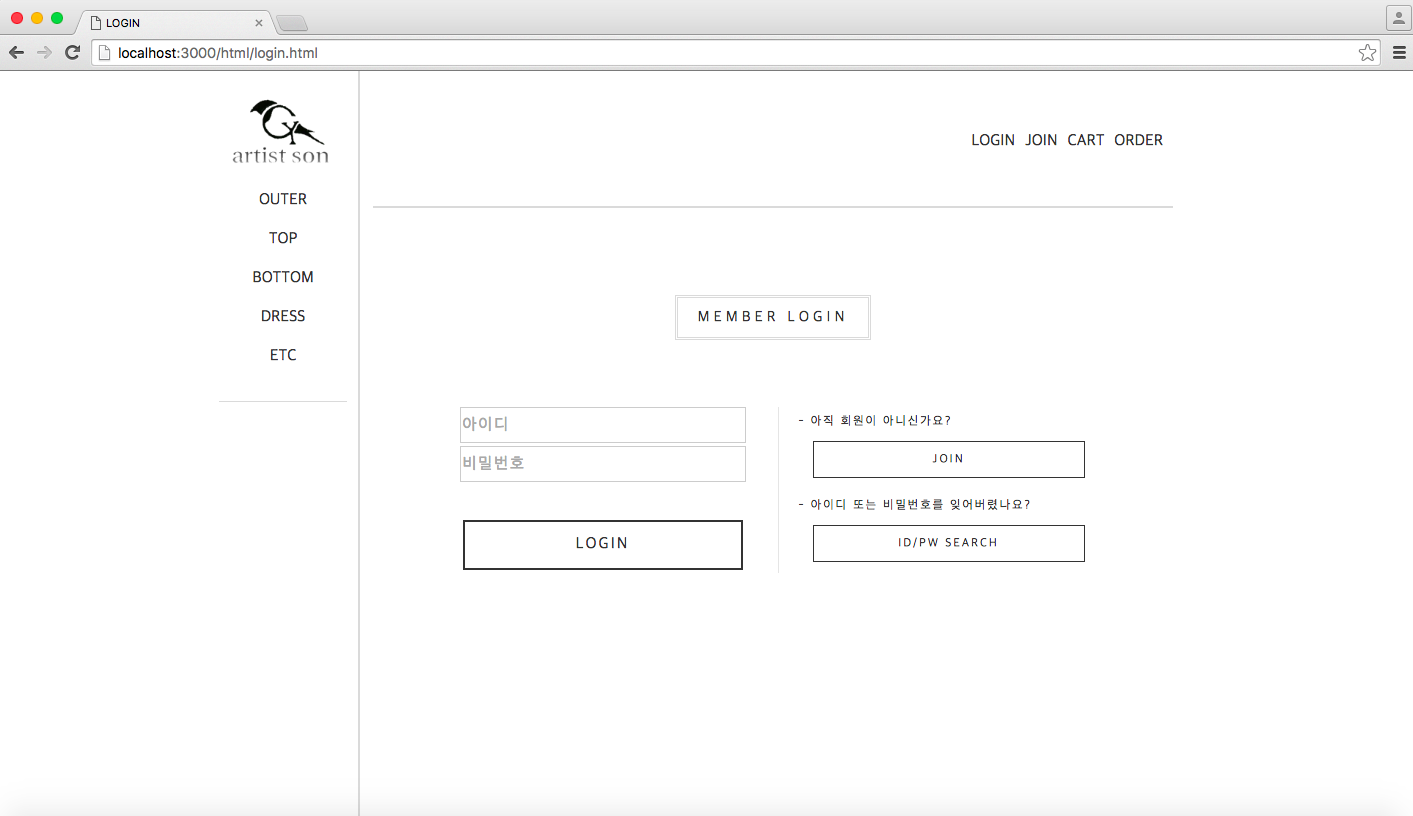 LOGIN
localhost:3000/html/login.html
artist son
LOGIN JOIN CART ORDER
OUTER
TOP
BOTTOM
DRESS
ETC
MEMBER LOGIN
아이디
비밀번호
LOGIN
- 아직 회원이 아니신가요?
JOIN
- 아이디 또는 비밀번호를 잊어버렸나요?
ID/PW SEARCH